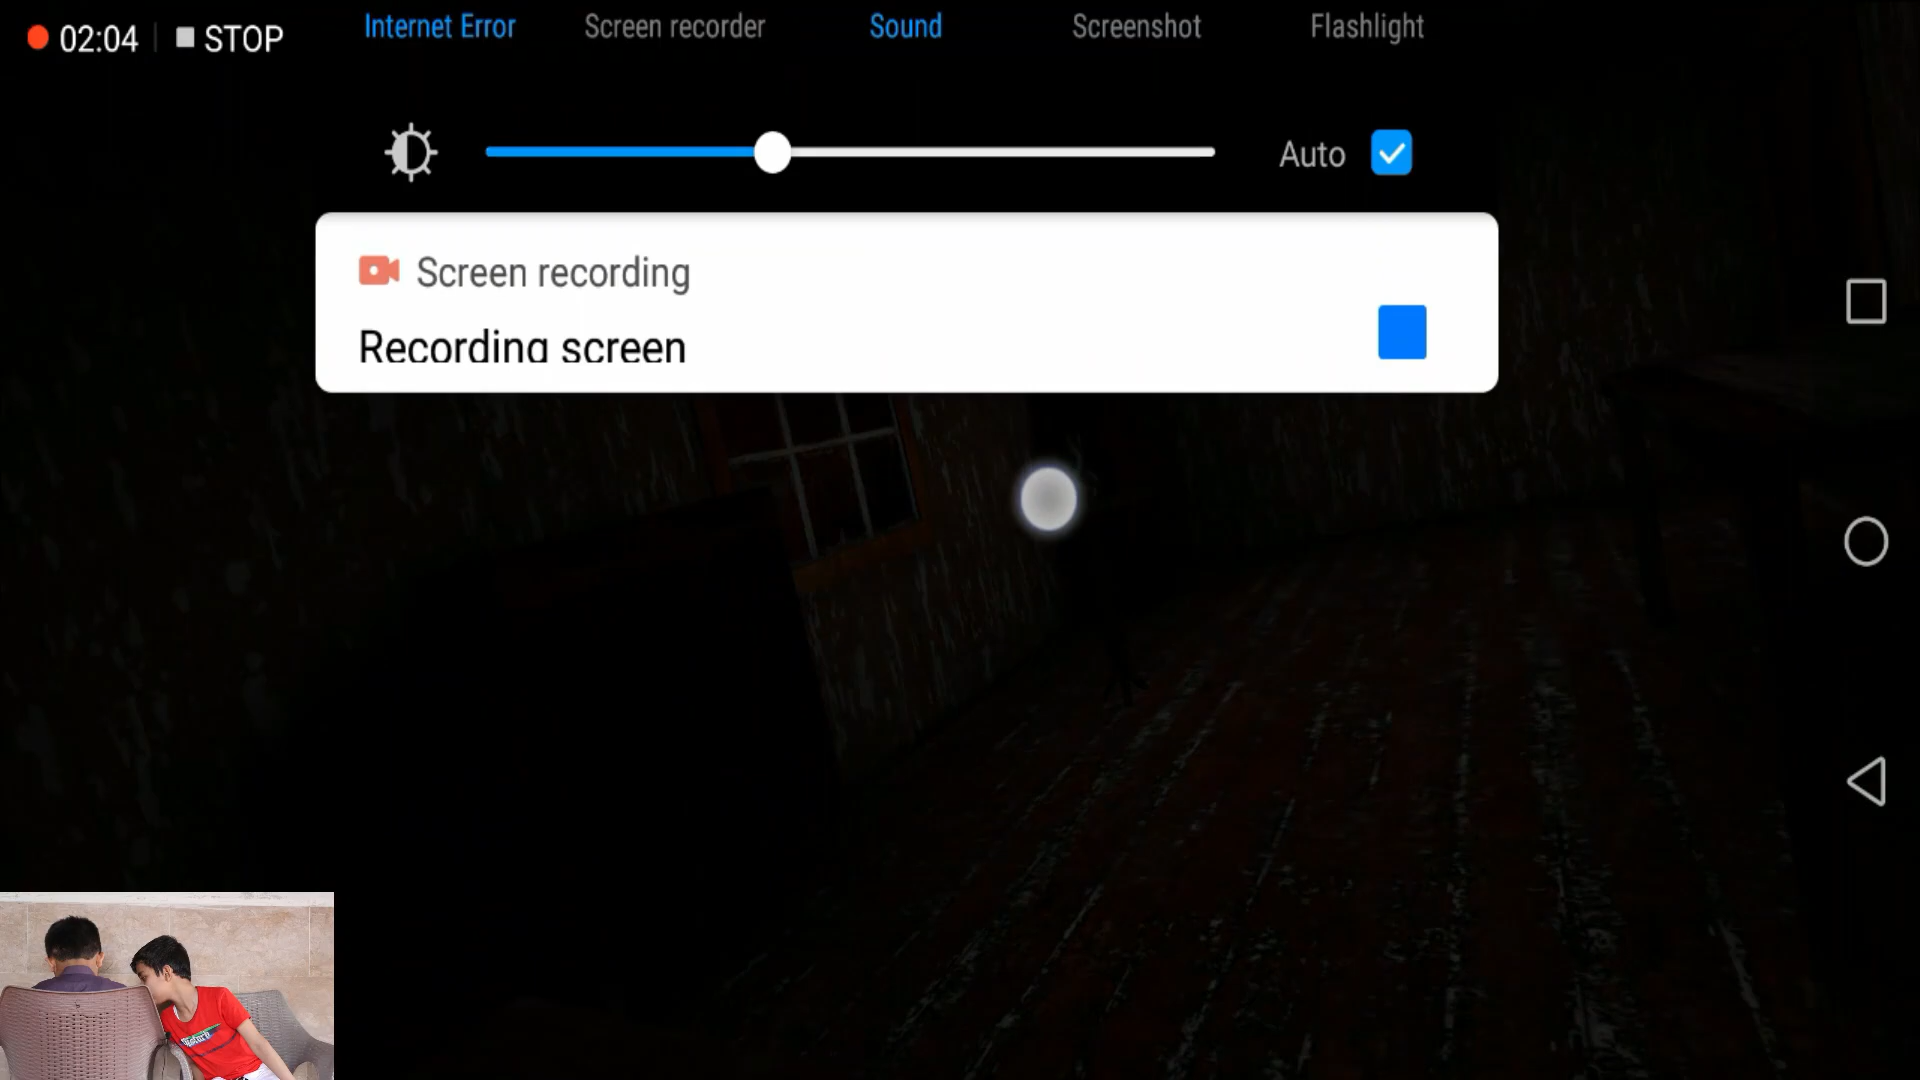 02:04 STOP
Internet Error Screen recorder Sound Screenshot Flashlight
Auto
Screen recording
Recording screen